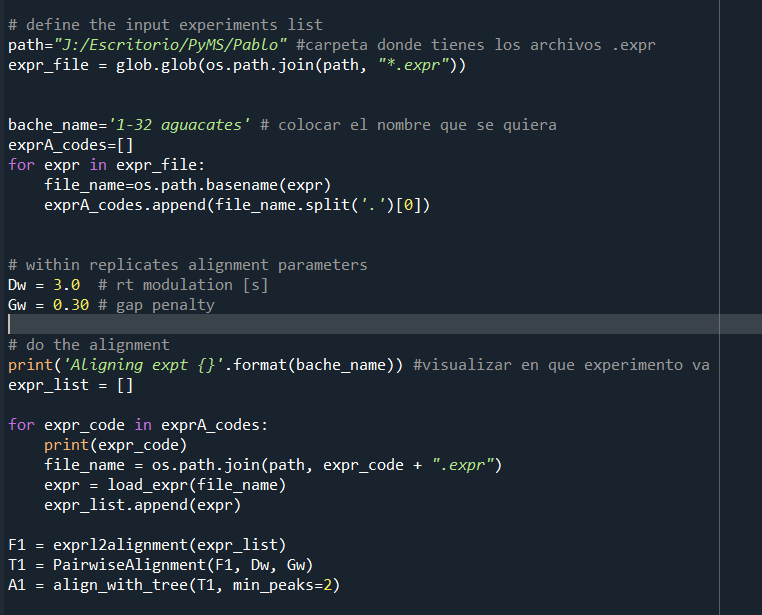 # define the input experiments list
path="J:/Escritorio/PyMS/Pablo" #carpeta donde tienes los archivos .expr
expr_file = glob.glob(os.path.join(path, "*.expr"))
bache_name='1-32 aguacates' # colocar el nombre que se quiera
exprA_codes=[]
for expr in expr_file:
    file_name=os.path.basename(expr)
    exprA_codes.append(file_name.split('.')[0])
# within replicates alignment parameters
Dw = 3.0  # rt modulation [s]
Gw = 0.30 # gap penalty
# do the alignment
print('Aligning expt {}'.format(bache_name)) #visualizar en que experimento va
expr_list = []
for expr_code in exprA_codes:
    print(expr_code)
    file_name = os.path.join(path, expr_code + ".expr")
    expr = load_expr(file_name)
    expr_list.append(expr)
F1 = exprl2alignment(expr_list)
T1 = PairwiseAlignment(F1, Dw, Gw)
A1 = align_with_tree(T1, min_peaks=2)